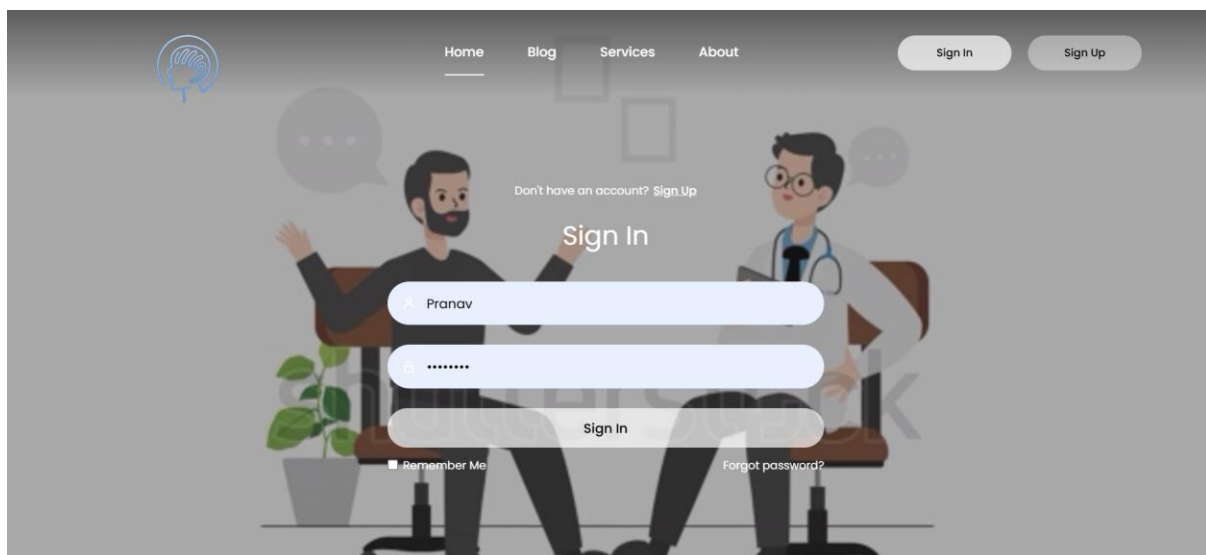 Home Blog Services About Sign In Sign Up
Don't have an account? Sign Up
Sign In
Pranav
••••••••
shutterstock
Sign In
Remember Me Forgot password?